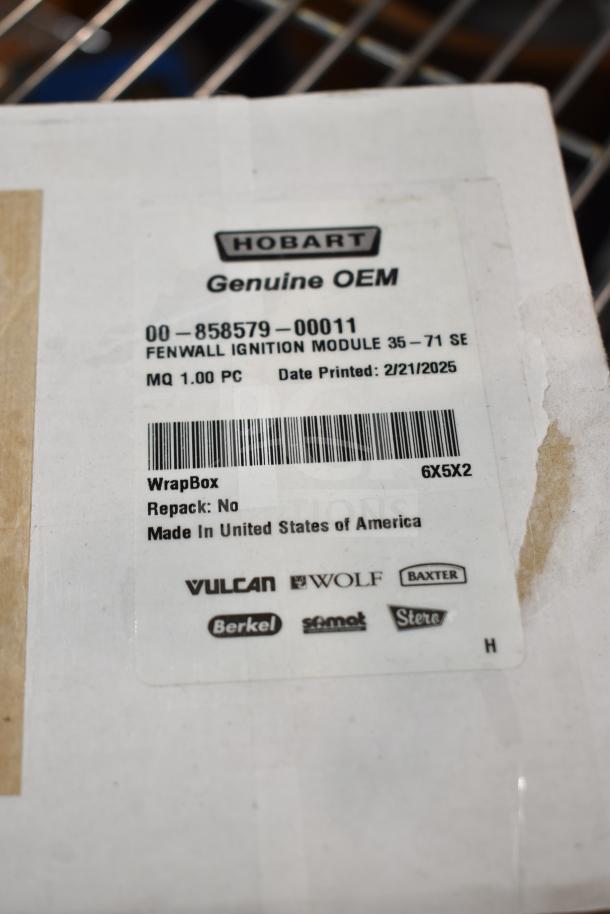 HOBART
Genuine OEM
00-858579-00011
FENWALL IGNITION MODULE 35-71 SE
MQ 1.00 PC Date Printed: 2/21/2025
WrapBox 6X5X2
Repack: No
Made In United States of America
VULCAN WOLF BAXTER
Berkel somat Stero
H